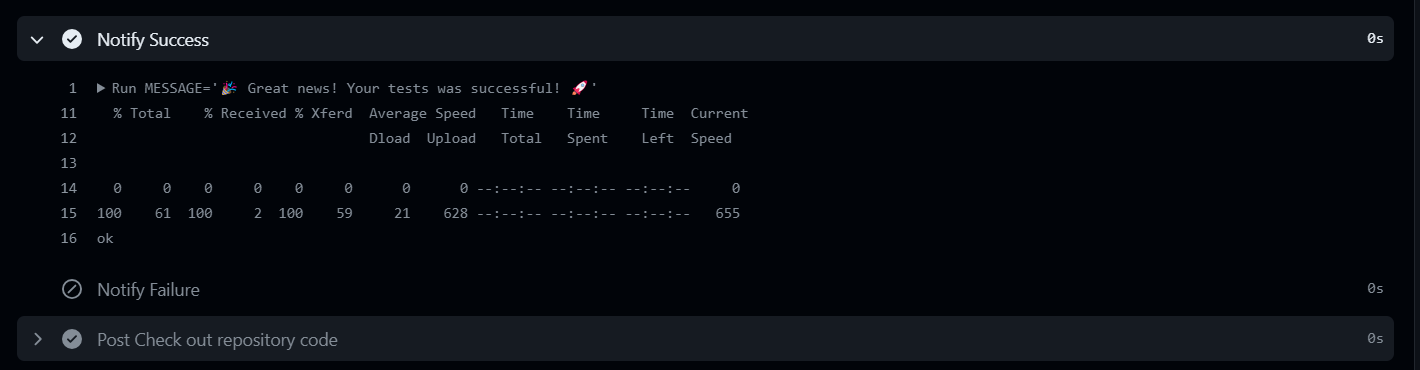 Notify Success 0s
1 Run MESSAGE='🎉 Great news! Your tests was successful! 🚀'
11 % Total % Received % Xferd Average Speed Time Time Time Current
12 Dload Upload Total Spent Left Speed
13
14 0 0 0 0 0 0 0 0 --:--:-- --:--:-- --:--:-- 0
15 100 61 100 2 100 59 21 628 --:--:-- --:--:-- --:--:-- 655
16 ok
Notify Failure 0s
Post Check out repository code 0s